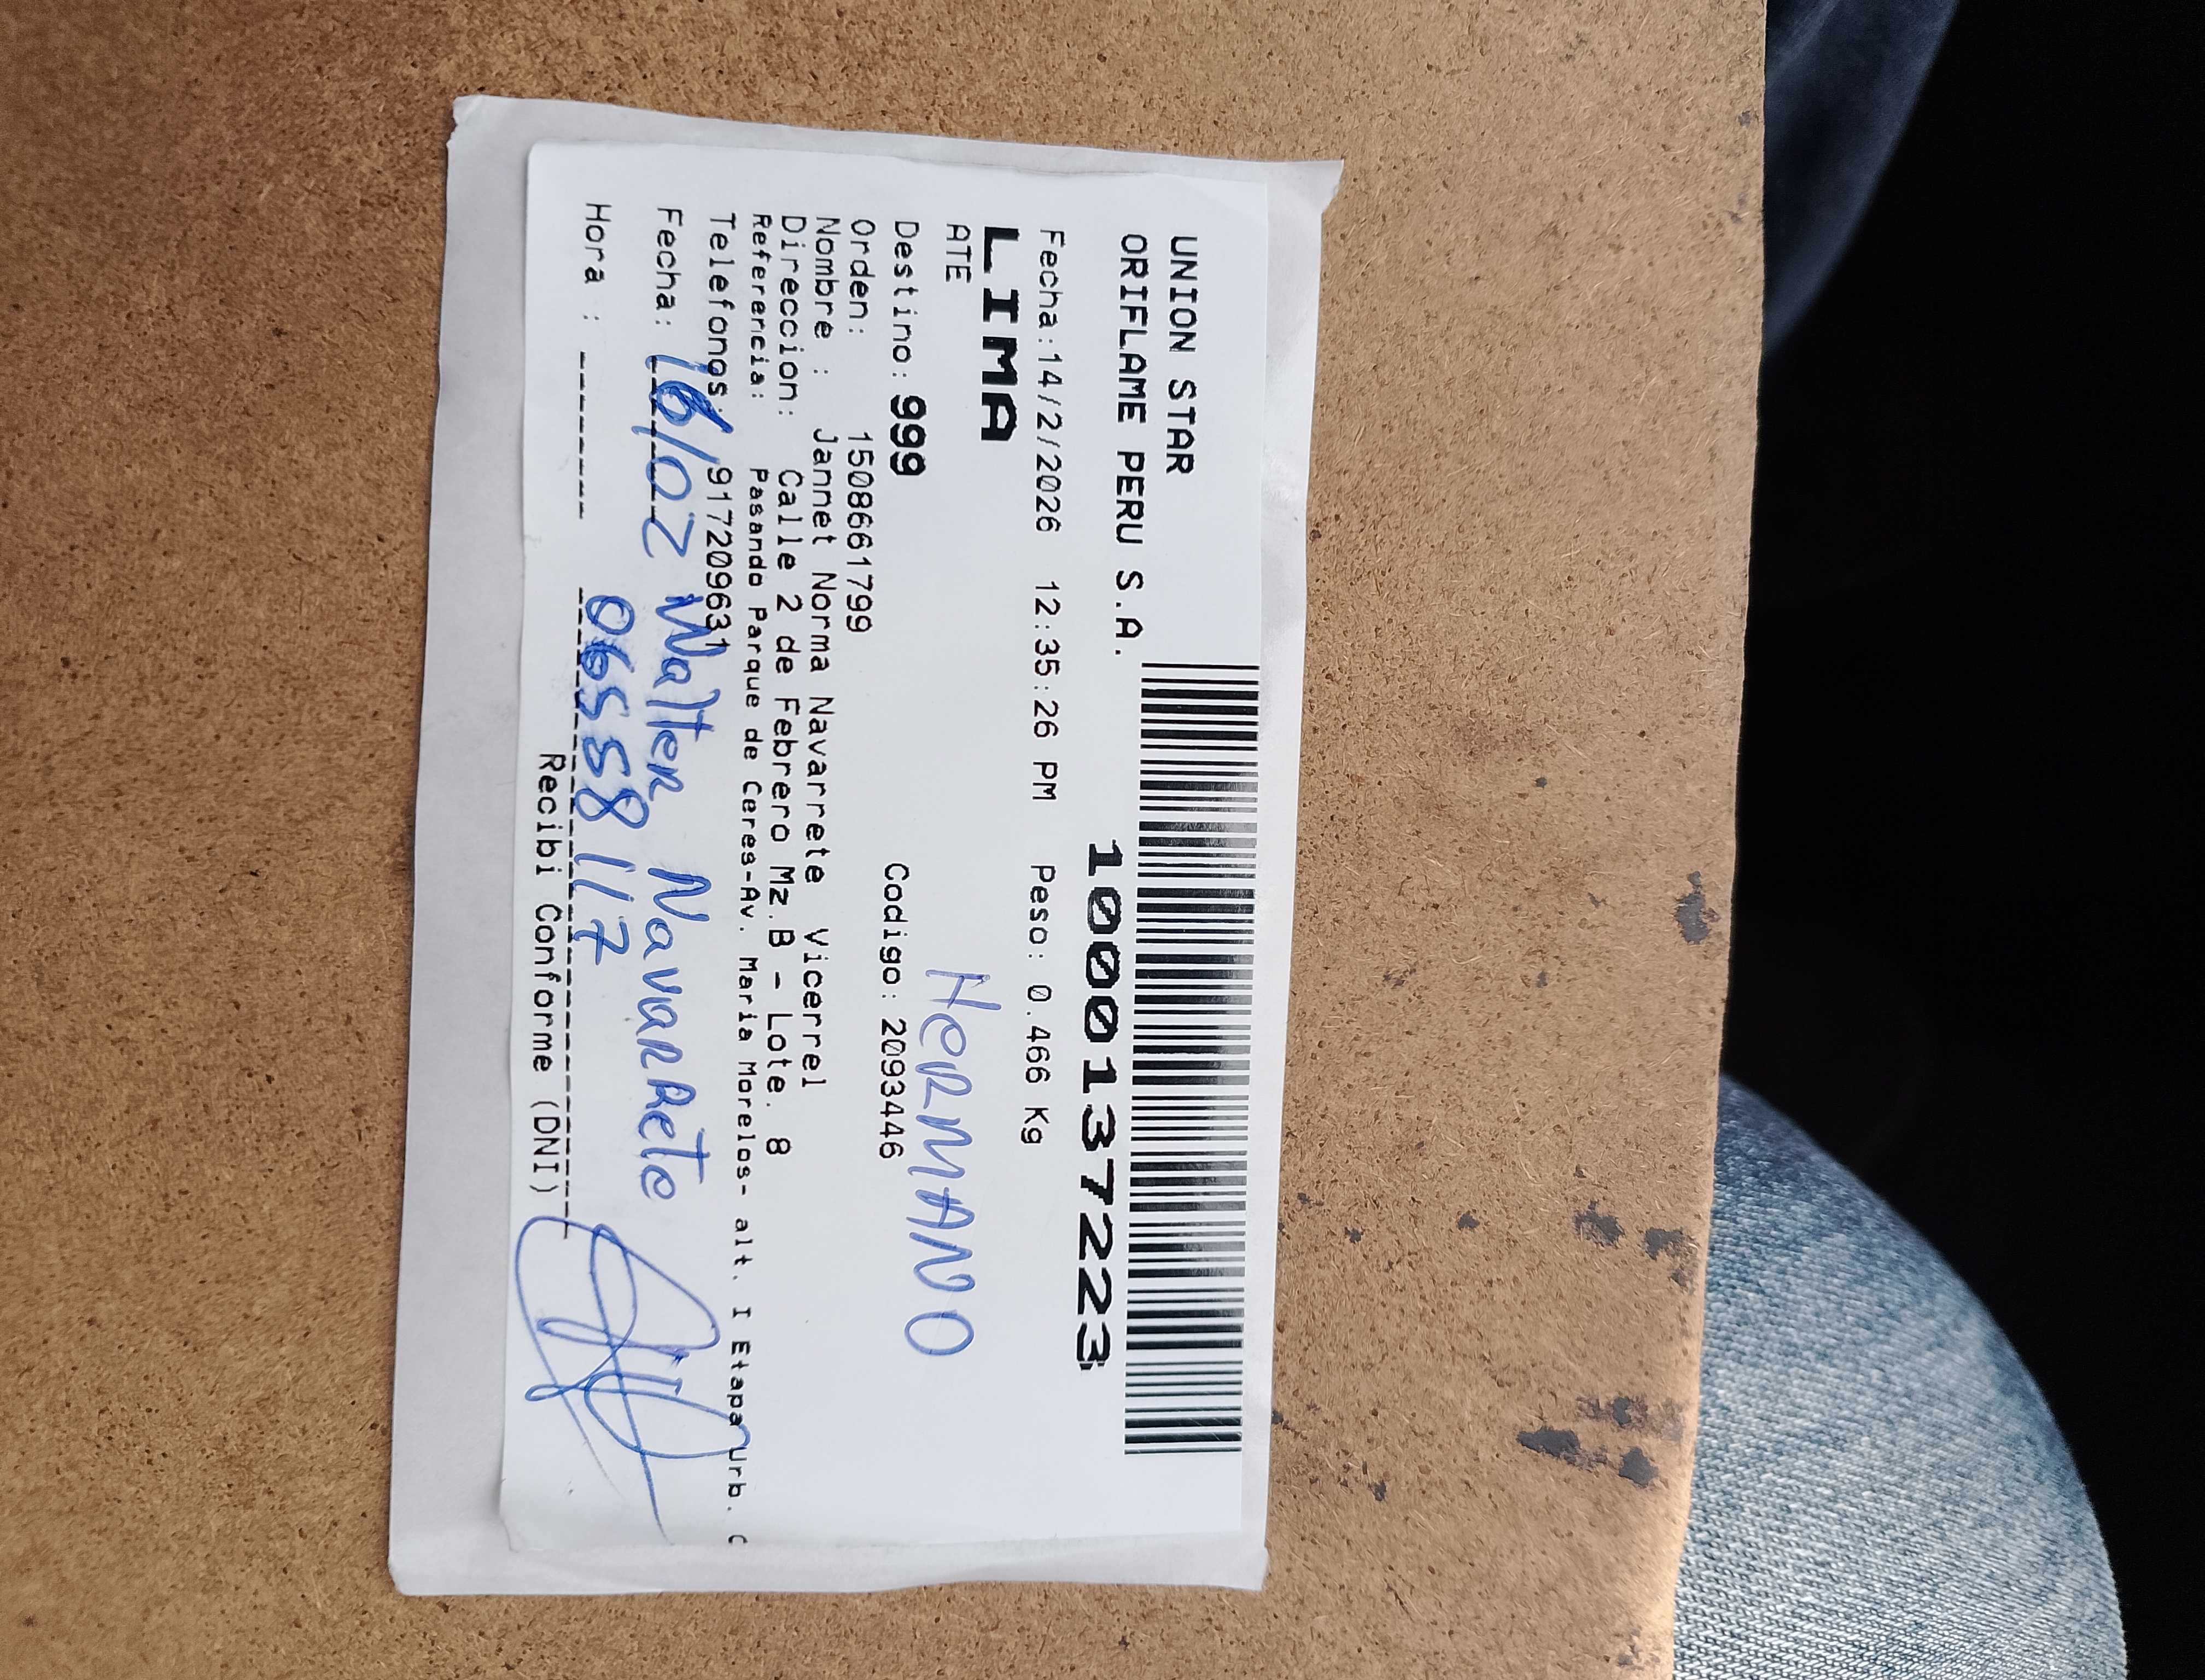 UNION STAR
ORIFLAME PERU S.A.
1000137223
Fecha:14/2/2026 12:35:26 PM Peso: 0.466 Kg
LIMA
ATE
HERMANO
Destino: 999 Codigo: 2093446
Orden: 1508661799
Nombre : Jannet Norma Navarrete Vicerrel
Direccion: Calle 2 de Febrero Mz.B - Lote. 8
Referencia: Pasando Parque de Ceres-Av. Maria Morelos- alt. I Etapa Urb. C
Telefonos: 917209631
Fecha: 16/02 Walter Navarrete
Hora : 06558117
Recibi Conforme (DNI)